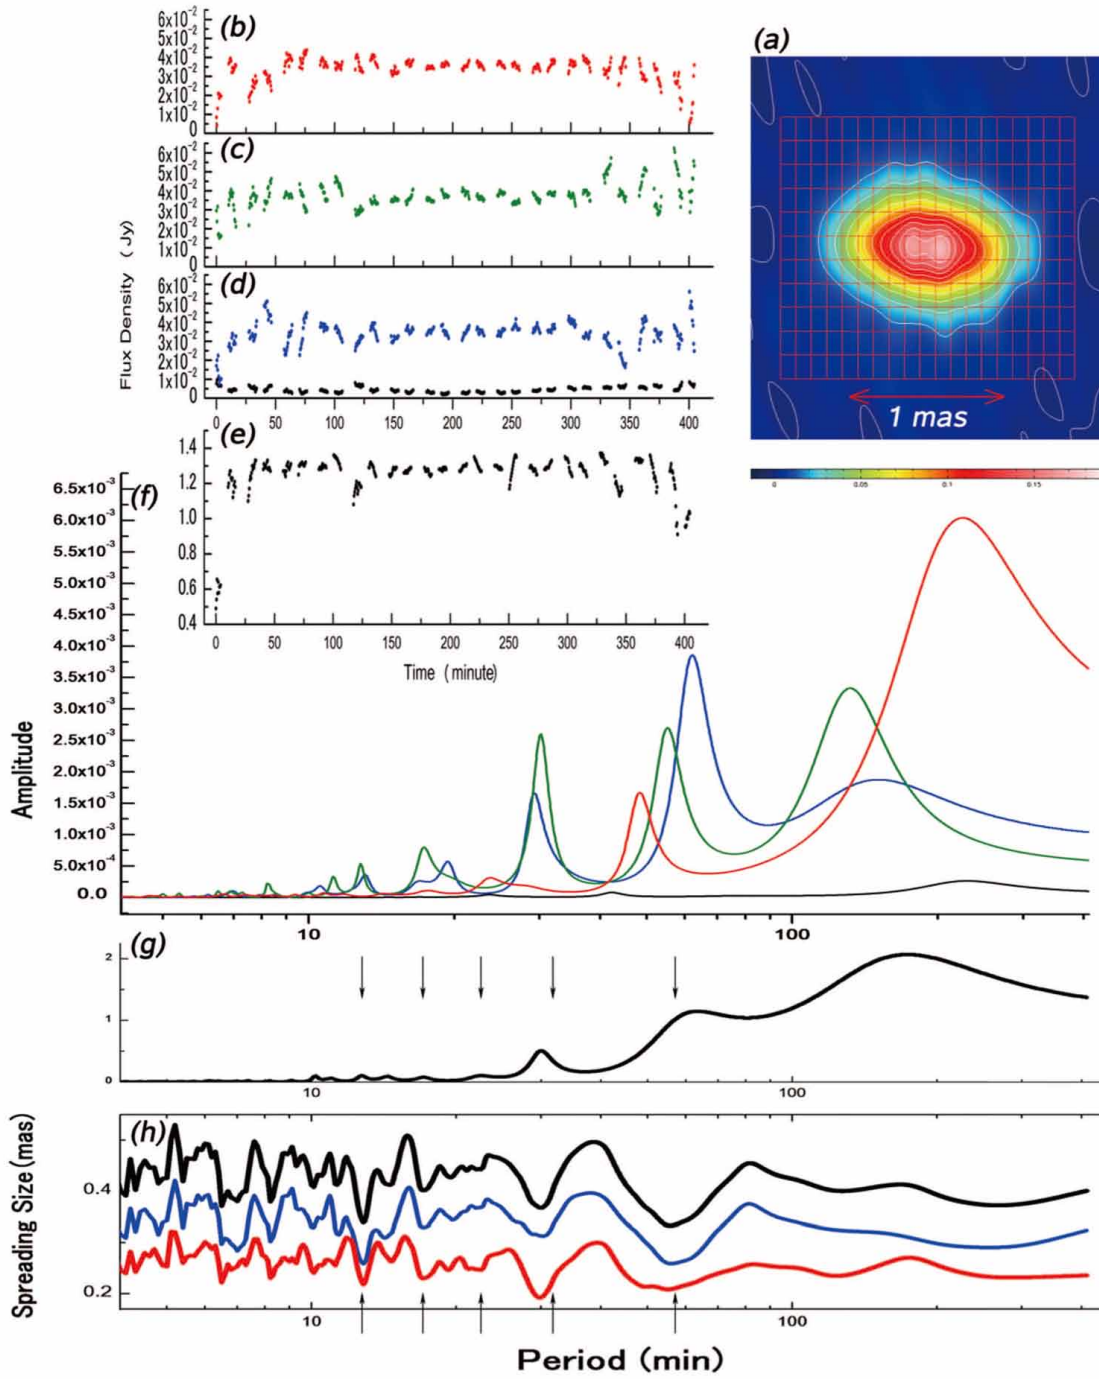 (b)
6x10-2
5x10-2
4x10-2
3x10-2
2x10-2
1x10-2
0
(a)
1 mas
0 0.05 0.1 0.15
(c)
6x10-2
5x10-2
4x10-2
3x10-2
2x10-2
1x10-2
0
Flux Density (Jy)
(d)
6x10-2
5x10-2
4x10-2
3x10-2
2x10-2
1x10-2
0
0 50 100 150 200 250 300 350 400
(e)
1.4
1.2
1.0
0.8
0.6
0.4
0 50 100 150 200 250 300 350 400
Time (minute)
(f)
6.5x10-3
6.0x10-3
5.5x10-3
5.0x10-3
4.5x10-3
4.0x10-3
3.5x10-3
3.0x10-3
2.5x10-3
2.0x10-3
1.5x10-3
1.0x10-3
5.0x10-4
0.0
Amplitude
10 100
(g)
2
1
0
10 100
(h)
Spreading Size (mas)
0.4
0.2
10 100
Period (min)